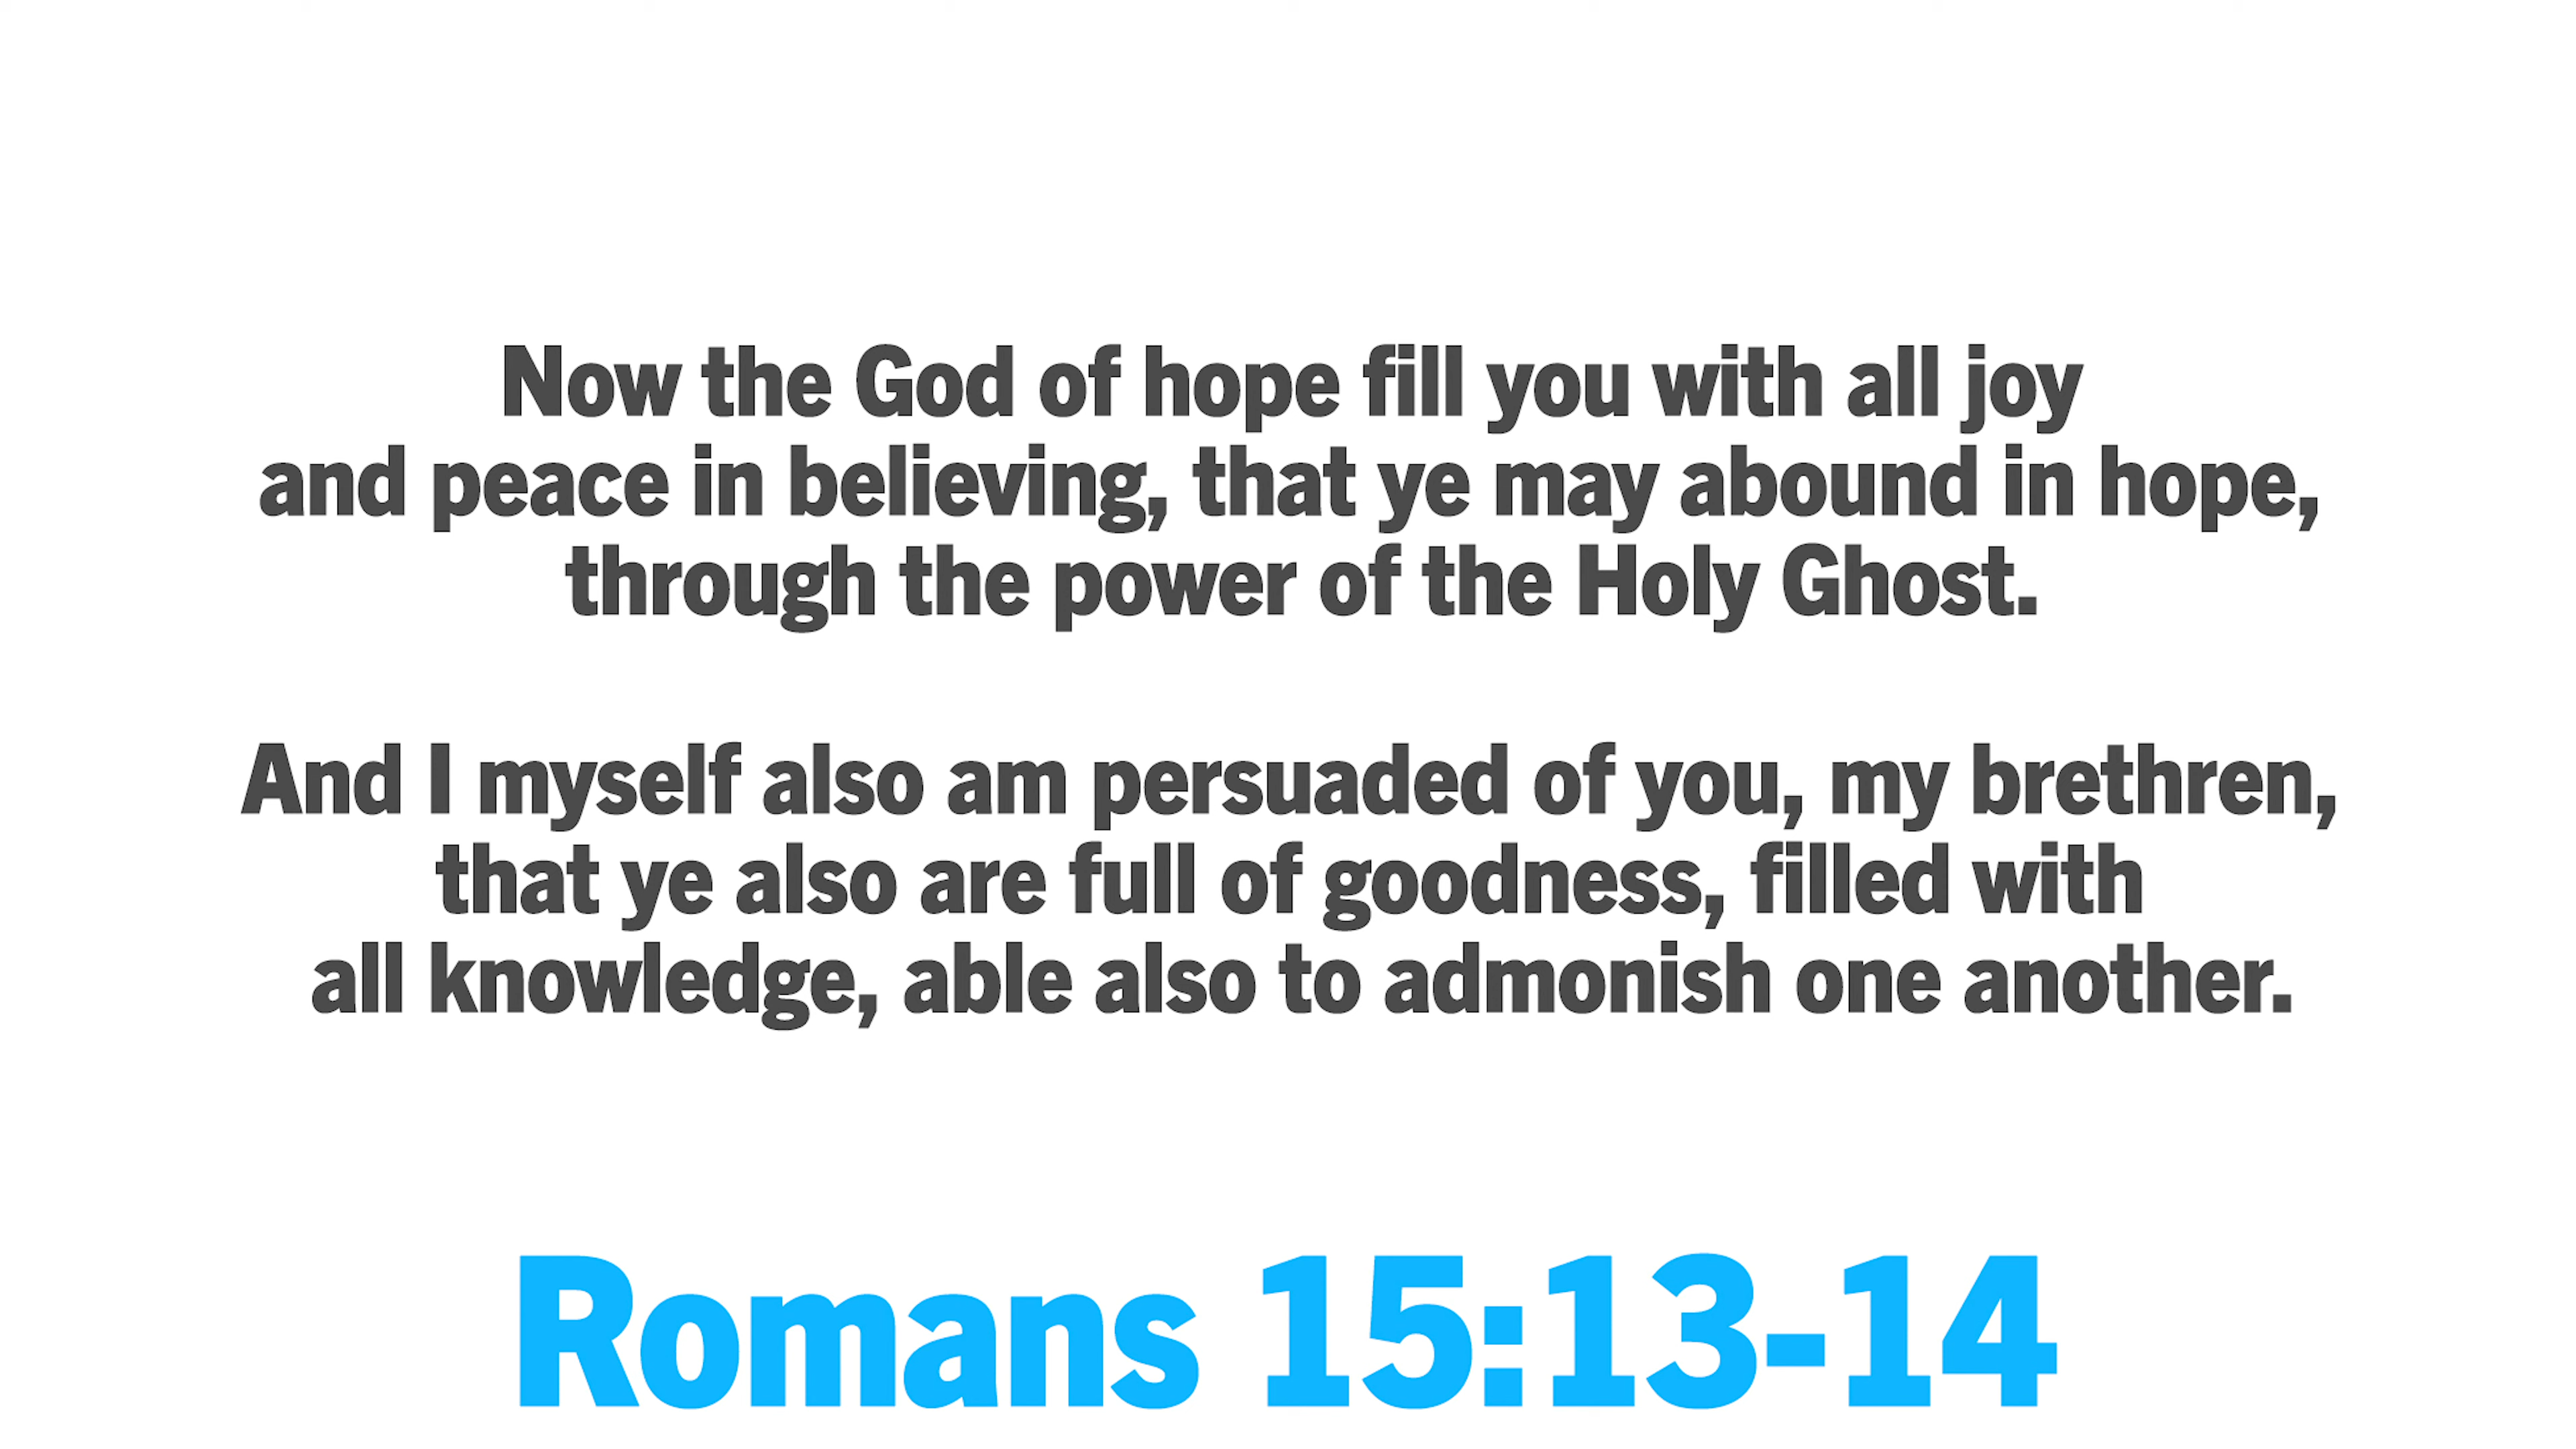 Now the God of hope fill you with all joy
and peace in believing, that ye may abound in hope,
through the power of the Holy Ghost.
And I myself also am persuaded of you, my brethren,
that ye also are full of goodness, filled with
all knowledge, able also to admonish one another.
Romans 15:13-14